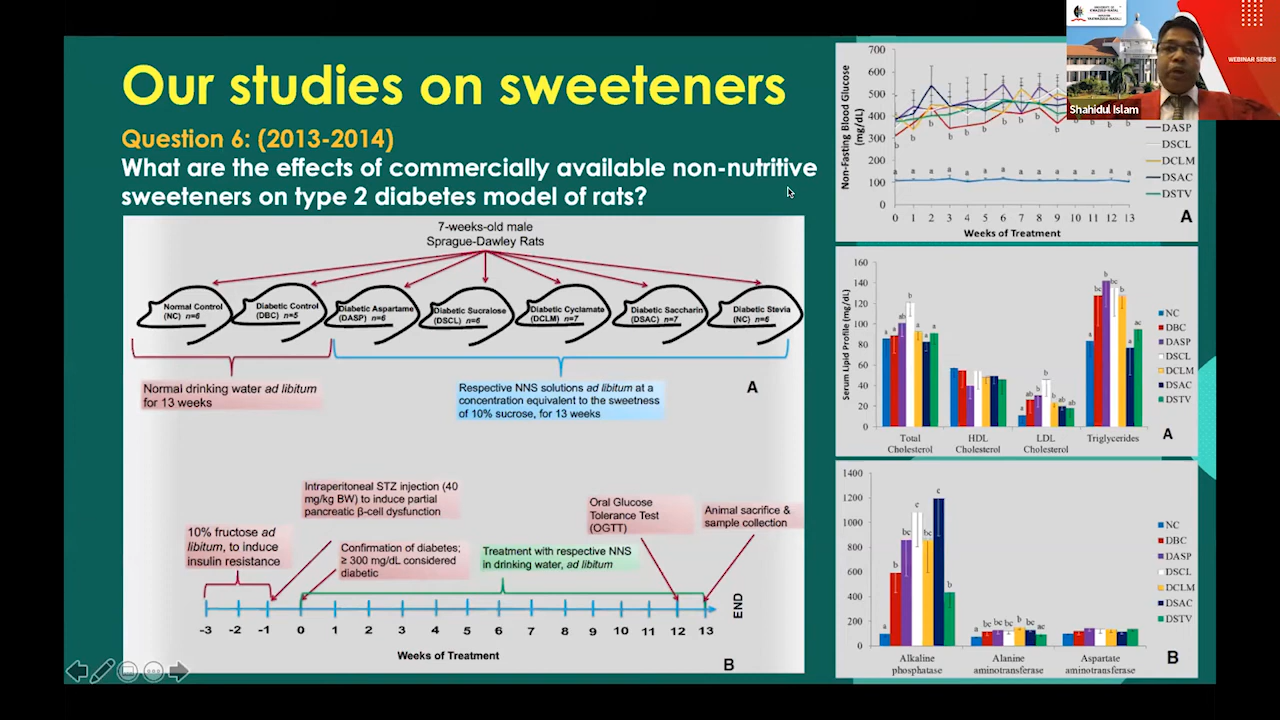 Our studies on sweeteners
Question 6: (2013-2014)
What are the effects of commercially available non-nutritive
sweeteners on type 2 diabetes model of rats?
7-weeks-old male
Sprague-Dawley Rats
Normal Control
(NC) n=6
Diabetic Control
(DBC) n=5
Diabetic Aspartame
(DASP) n=6
Diabetic Sucralose
(DSCL) n=6
Diabetic Cyclamate
(DCLM) n=7
Diabetic Saccharin
(DSAC) n=7
Diabetic Stevia
(NC) n=6
Normal drinking water ad libitum
for 13 weeks
Respective NNS solutions ad libitum at a
concentration equivalent to the sweetness
of 10% sucrose, for 13 weeks
A
10% fructose ad
libitum, to induce
insulin resistance
Intraperitoneal STZ injection (40
mg/kg BW) to induce partial
pancreatic β-cell dysfunction
Confirmation of diabetes;
≥ 300 mg/dL considered
diabetic
Treatment with respective NNS
in drinking water, ad libitum
Oral Glucose
Tolerance Test
(OGTT)
Animal sacrifice &
sample collection
END
-3 -2 -1 0 1 2 3 4 5 6 7 8 9 10 11 12 13
Weeks of Treatment
B
Non-Fasting Blood Glucose
(mg/dL)
700
600
500
400
300
200
100
0
0 1 2 3 4 5 6 7 8 9 10 11 12 13
Weeks of Treatment
DASP
DSCL
DCLM
DSAC
DSTV
A
Serum Lipid Profile (mg/dL)
160
140
120
100
80
60
40
20
0
Total
Cholesterol
HDL
Cholesterol
LDL
Cholesterol
Triglycerides
NC
DBC
DASP
DSCL
DCLM
DSAC
DSTV
A
1400
1200
1000
800
600
400
200
0
Alkaline
phosphatase
Alanine
aminotransferase
Aspartate
aminotransferase
NC
DBC
DASP
DSCL
DCLM
DSAC
DSTV
B
UNIVERSITY OF
KWAZULU-NATAL
WEBINAR SERIES
Shahidul Islam